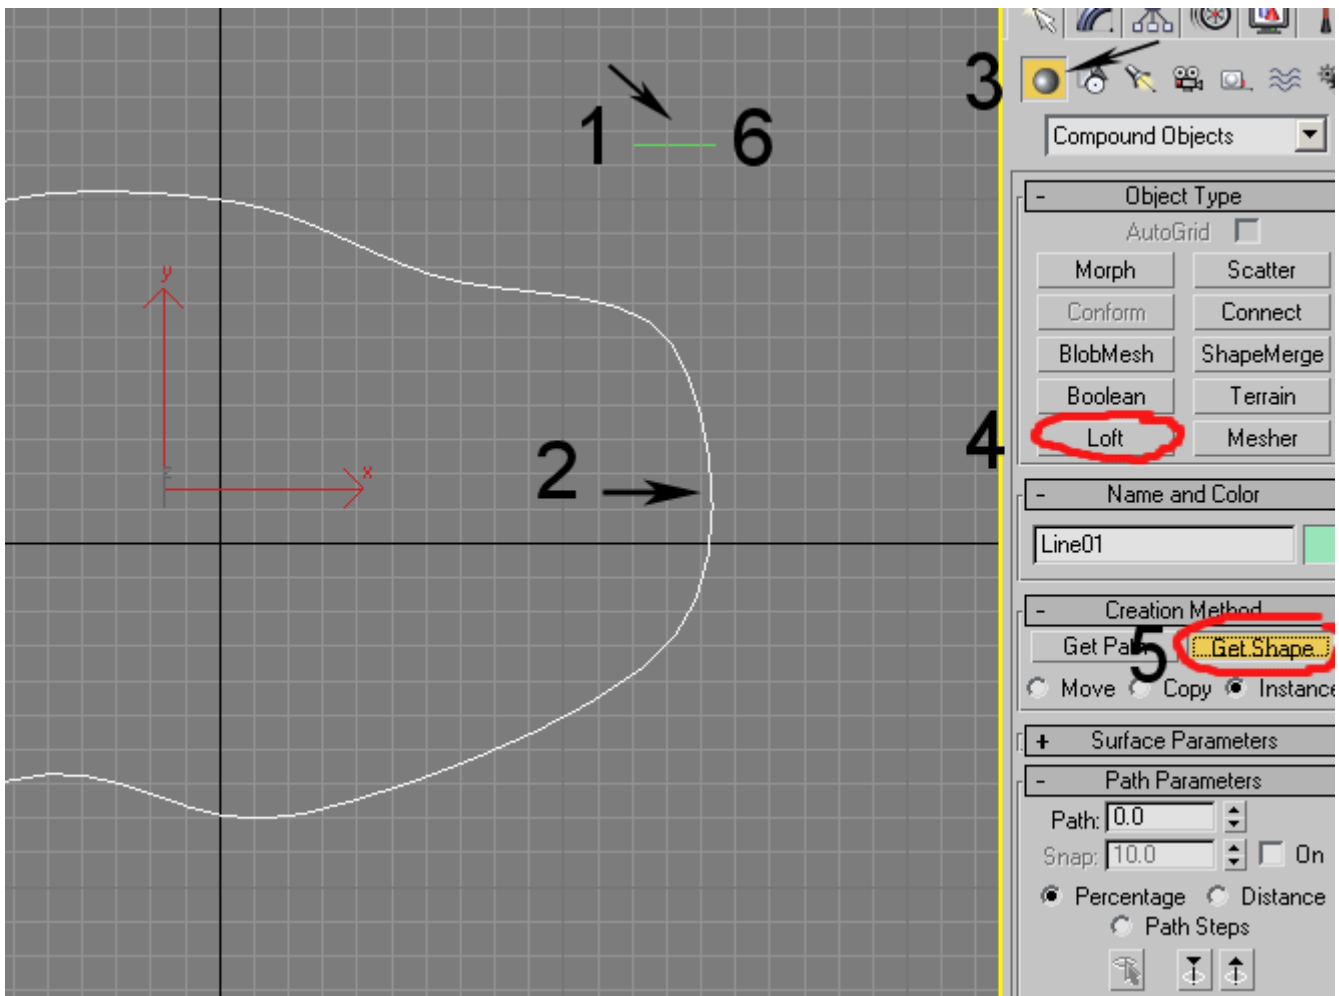 3
Compound Objects
1 6
- Object Type
AutoGrid
Morph Scatter
y
Conform Connect
BlobMesh ShapeMerge
Boolean Terrain
4 Loft Mesher
2
x
z
- Name and Color
Line01
- Creation Method
Get Path 5 Get Shape
Move Copy Instance
+ Surface Parameters
- Path Parameters
Path: 0.0
Snap: 10.0 On
Percentage Distance
Path Steps